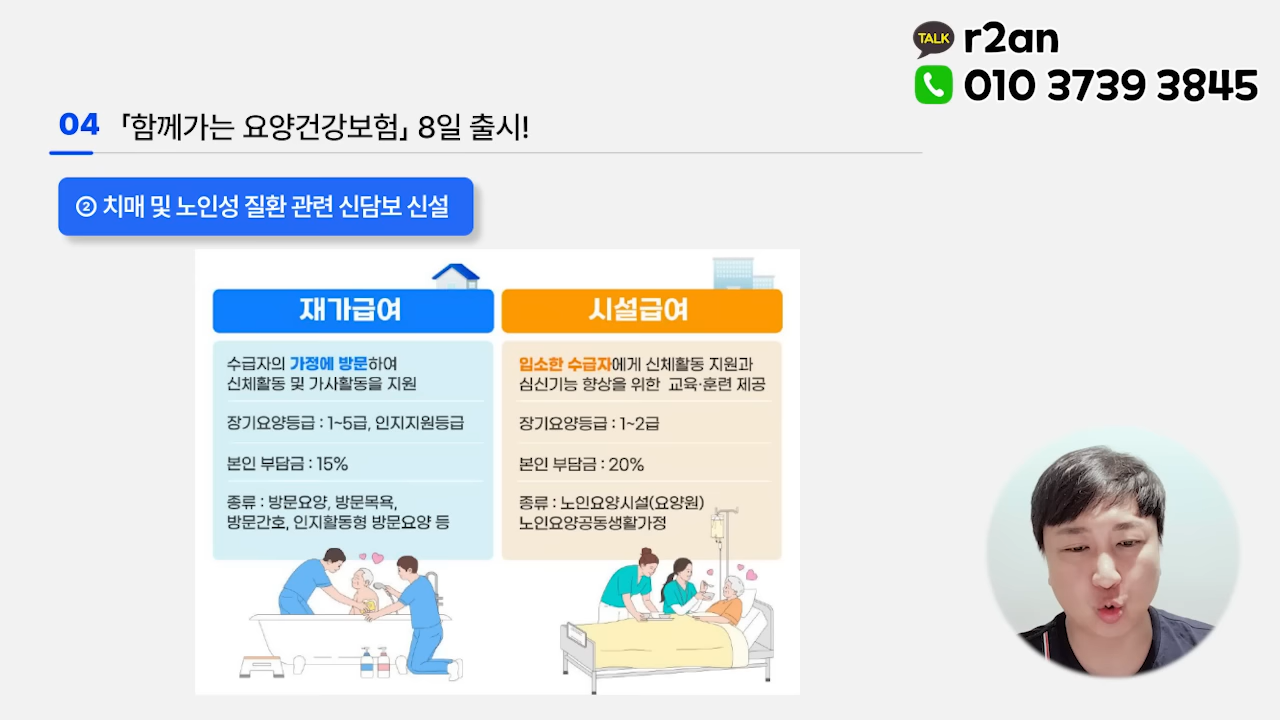 TALK r2an
010 3739 3845
04 「함께가는 요양건강보험」 8일 출시!
② 치매 및 노인성 질환 관련 신담보 신설
재가급여
수급자의 가정에 방문하여
신체활동 및 가사활동을 지원
장기요양등급 : 1~5급, 인지지원등급
본인 부담금 : 15%
종류 : 방문요양, 방문목욕,
방문간호, 인지활동형 방문요양 등
시설급여
입소한 수급자에게 신체활동 지원과
심신기능 향상을 위한 교육·훈련 제공
장기요양등급 : 1~2급
본인 부담금 : 20%
종류 : 노인요양시설(요양원)
노인요양공동생활가정